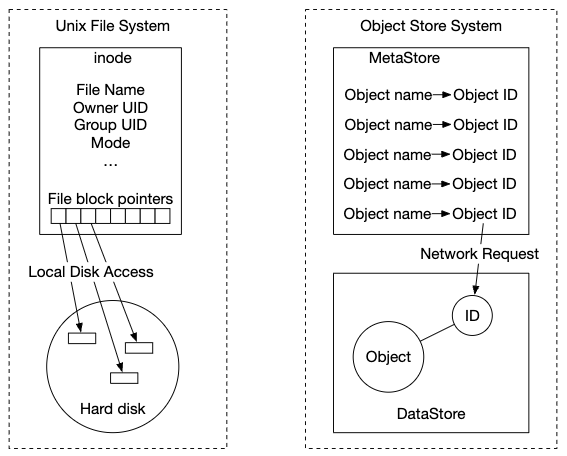 Unix File System
inode
File Name
Owner UID
Group UID
Mode
...
File block pointers
Local Disk Access
Hard disk
Object Store System
MetaStore
Object name Object ID
Object name Object ID
Object name Object ID
Object name Object ID
Object name Object ID
Network Request
ID
Object
DataStore